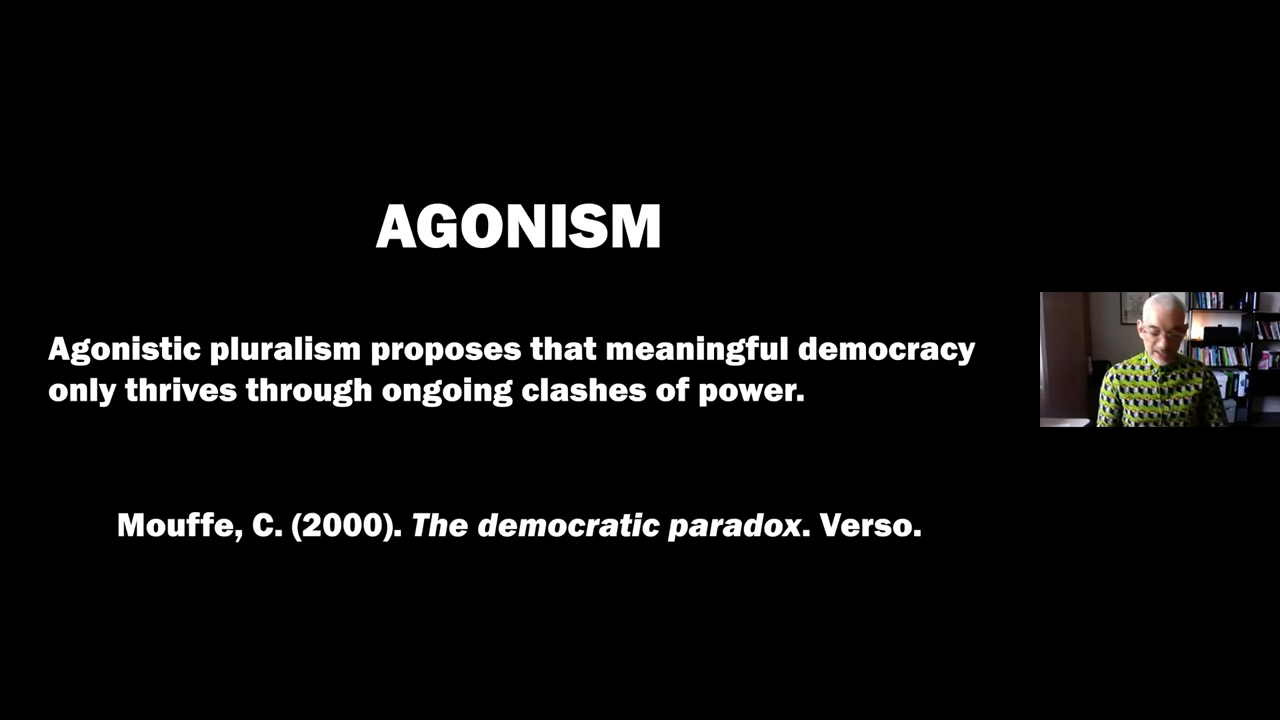 AGONISM
Agonistic pluralism proposes that meaningful democracy
only thrives through ongoing clashes of power.
Mouffe, C. (2000). The democratic paradox. Verso.